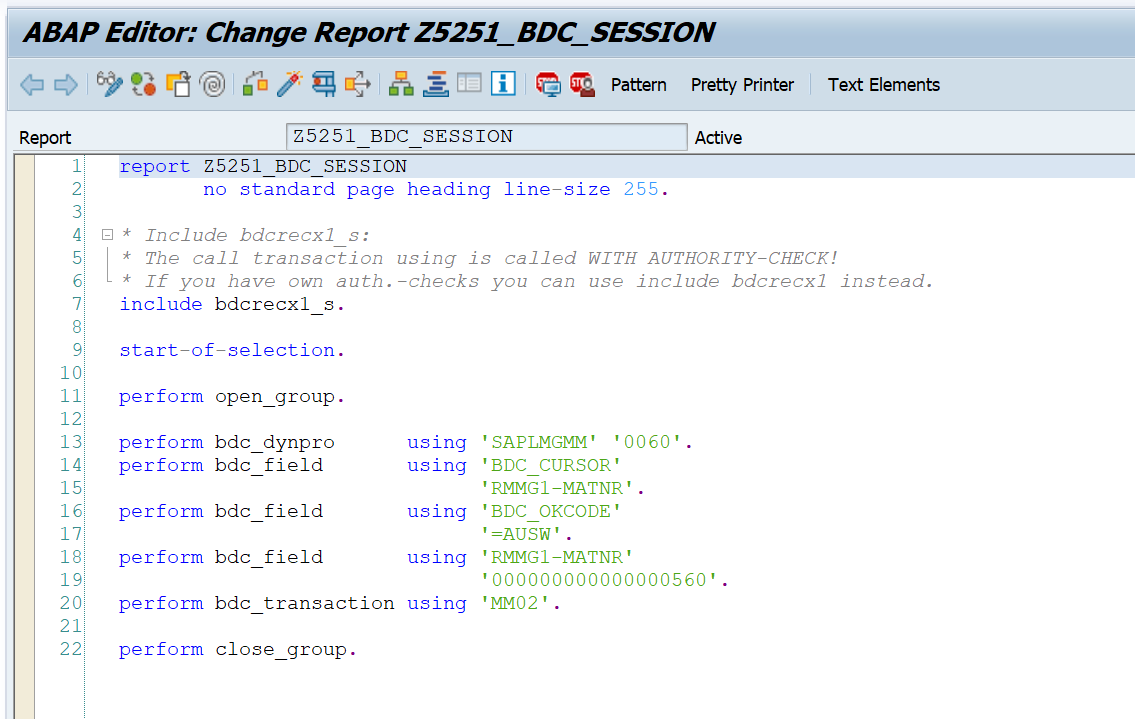 ABAP Editor: Change Report Z5251_BDC_SESSION
Pattern Pretty Printer Text Elements
Report Z5251_BDC_SESSION Active
1 report Z5251_BDC_SESSION
2 no standard page heading line-size 255.
3
4 * Include bdcrecx1_s:
5 * The call transaction using is called WITH AUTHORITY-CHECK!
6 * If you have own auth.-checks you can use include bdcrecx1 instead.
7 include bdcrecx1_s.
8
9 start-of-selection.
10
11 perform open_group.
12
13 perform bdc_dynpro using 'SAPLMGMM' '0060'.
14 perform bdc_field using 'BDC_CURSOR'
15 'RMMG1-MATNR'.
16 perform bdc_field using 'BDC_OKCODE'
17 '=AUSW'.
18 perform bdc_field using 'RMMG1-MATNR'
19 '000000000000000560'.
20 perform bdc_transaction using 'MM02'.
21
22 perform close_group.